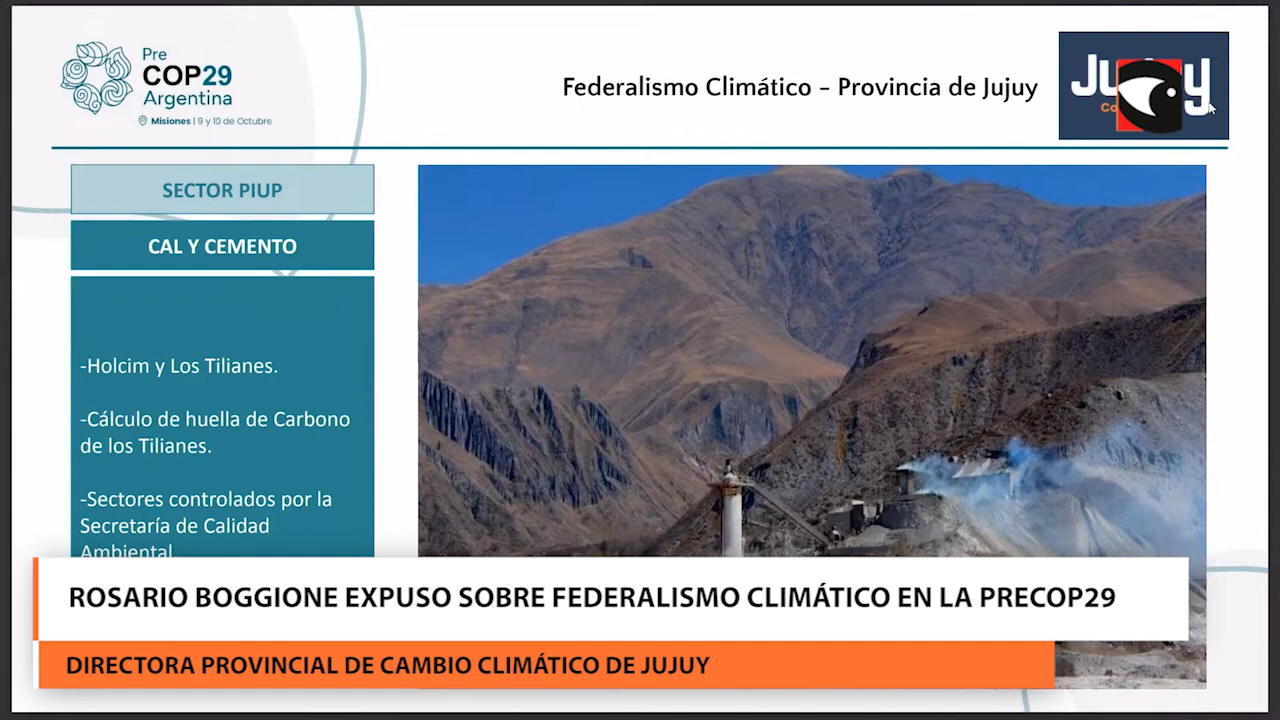 Pre
COP29
Argentina
Misiones | 9 y 10 de Octubre
Federalismo Climático – Provincia de Jujuy
SECTOR PIUP
CAL Y CEMENTO
-Holcim y Los Tilianes.
-Cálculo de huella de Carbono
de los Tilianes.
-Sectores controlados por la
Secretaría de Calidad
Ambiental
ROSARIO BOGGIONE EXPUSO SOBRE FEDERALISMO CLIMÁTICO EN LA PRECOP29
DIRECTORA PROVINCIAL DE CAMBIO CLIMÁTICO DE JUJUY